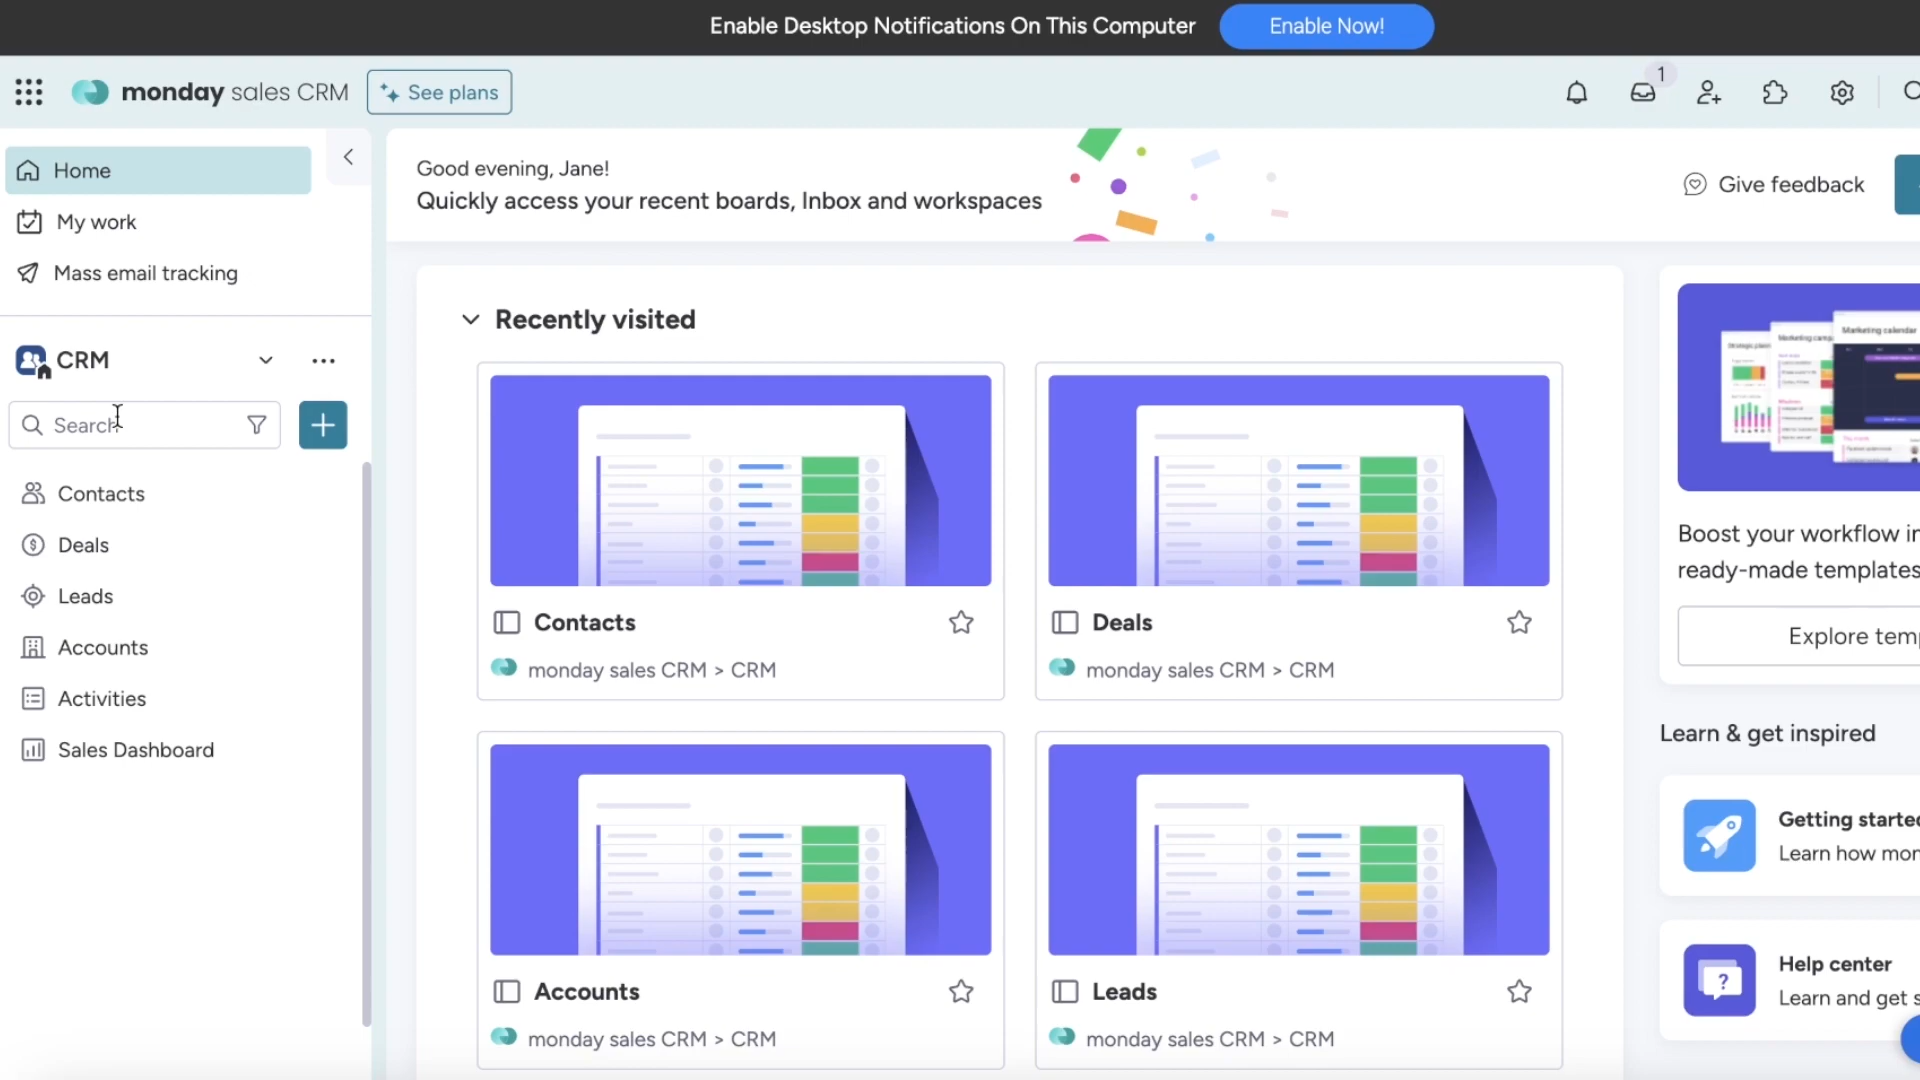 Enable Desktop Notifications On This Computer
Enable Now!
monday sales CRM
See plans
1
Home
My work
Mass email tracking
CRM
Search
Contacts
Deals
Leads
Accounts
Activities
Sales Dashboard
Good evening, Jane!
Quickly access your recent boards, Inbox and workspaces
Give feedback
Recently visited
Contacts
monday sales CRM > CRM
Deals
monday sales CRM > CRM
Accounts
monday sales CRM > CRM
Leads
monday sales CRM > CRM
Marketing calendar
Boost your workflow in
ready-made templates
Explore temp
Learn & get inspired
Getting started
Learn how mon
Help center
Learn and get s